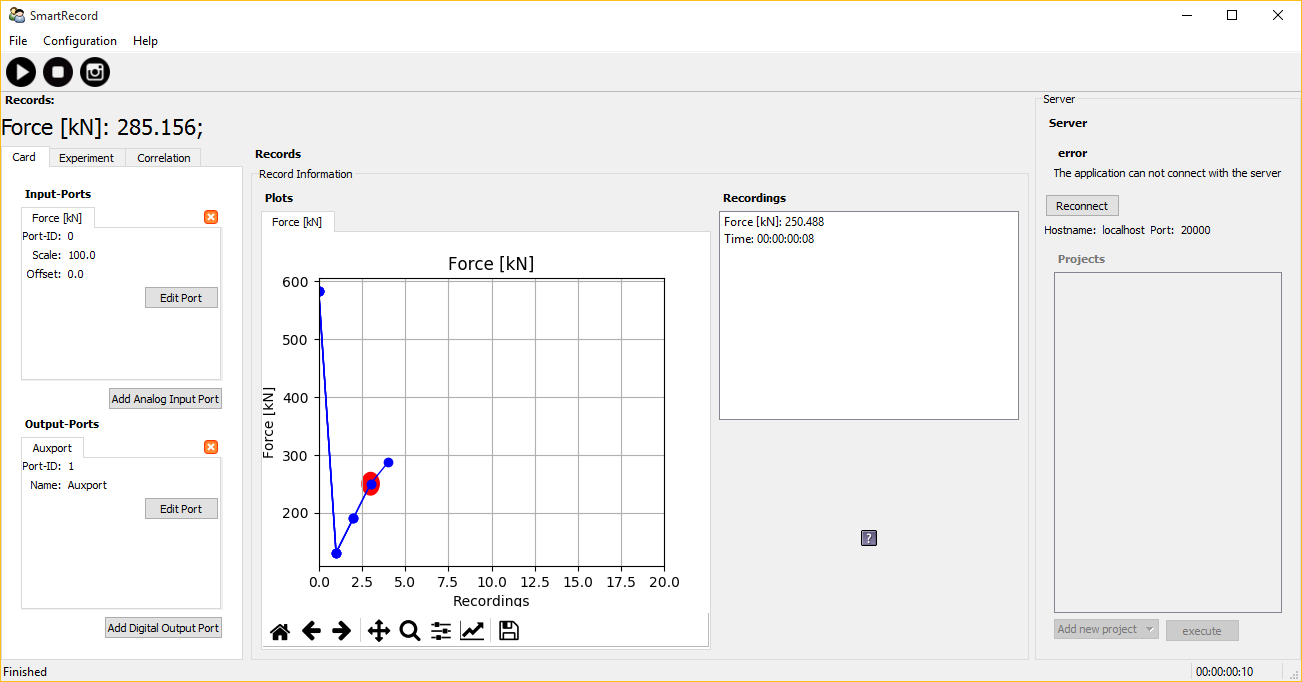 SmartRecord
File Configuration Help
Records:
Force [kN]: 285.156;
Card Experiment Correlation
Input-Ports
Force [kN]
Port-ID: 0
Scale: 100.0
Offset: 0.0
Edit Port
Add Analog Input Port
Output-Ports
Auxport
Port-ID: 1
Name: Auxport
Edit Port
Add Digital Output Port
Records
Record Information
Plots
Force [kN]
Force [kN]
600
500
400
300
200
Force [kN]
0.0 2.5 5.0 7.5 10.0 12.5 15.0 17.5 20.0
Recordings
Recordings
Force [kN]: 250.488
Time: 00:00:00:08
?
Server
Server
error
The application can not connect with the server
Reconnect
Hostname: localhost Port: 20000
Projects
Add new project
execute
Finished
00:00:00:10